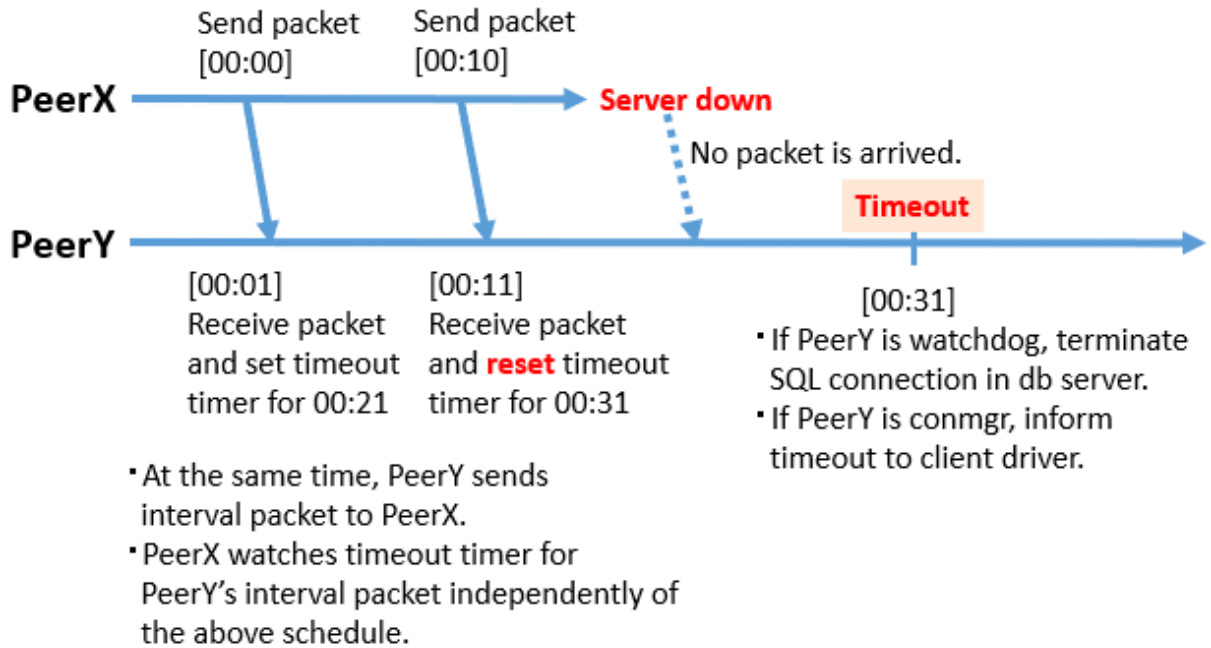 Send packet
[00:00]
Send packet
[00:10]
PeerX
Server down
No packet is arrived.
Timeout
PeerY
[00:01]
Receive packet
and set timeout
timer for 00:21
[00:11]
Receive packet
and reset timeout
timer for 00:31
[00:31]
・If PeerY is watchdog, terminate
SQL connection in db server.
・If PeerY is conmgr, inform
timeout to client driver.
・At the same time, PeerY sends
interval packet to PeerX.
・PeerX watches timeout timer for
PeerY’s interval packet independently of
the above schedule.